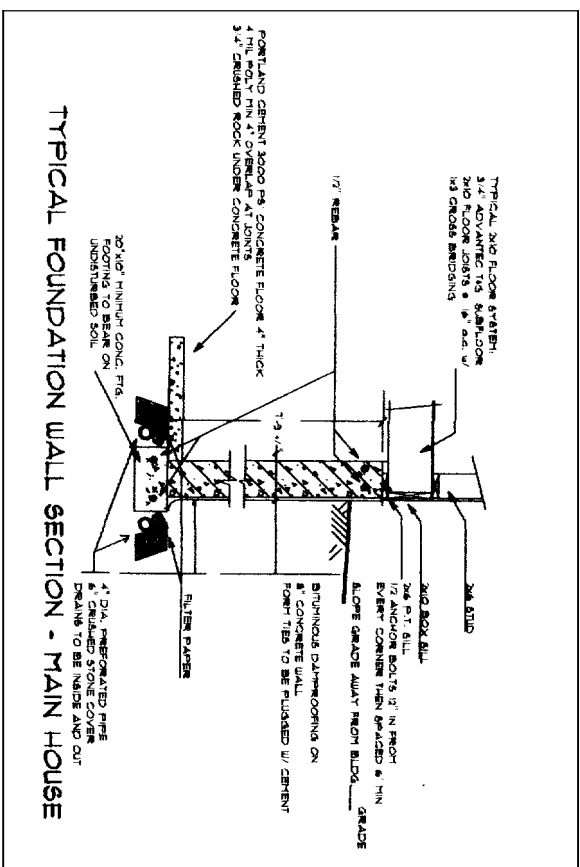 TYPICAL 2x10 FLOOR SYSTEM:
3/4" ADVANTEC T&G SUBFLOOR
2x10 FLOOR JOISTS @ 16" O.C. W/
1x3 CROSS BRIDGING
1/2" REBAR
PORTLAND CEMENT 3000 PSI CONCRETE FLOOR 4" THICK
4 MIL POLY MIN 4" OVERLAP AT JOINTS
3/4" CRUSHED ROCK UNDER CONCRETE FLOOR
20"x10" MINIMUM CONC. FTG.
FOOTING TO BEAR ON
UNDISTURBED SOIL
2x6 STUD
2x10 BOX SILL
2x6 P.T. SILL
1/2 ANCHOR BOLTS 12" IN FROM
EVERY CORNER THEN SPACED 6' MIN
SLOPE GRADE AWAY FROM BLDG
GRADE
BITUMINOUS DAMPROOFING ON
8" CONCRETE WALL
FORM TIES TO BE PLUGGED W/ CEMENT
FILTER PAPER
4" DIA. PREFORATED PIPE
6" CRUSHED STONE COVER
DRAINS TO BE INSIDE AND OUT
TYPICAL FOUNDATION WALL SECTION - MAIN HOUSE